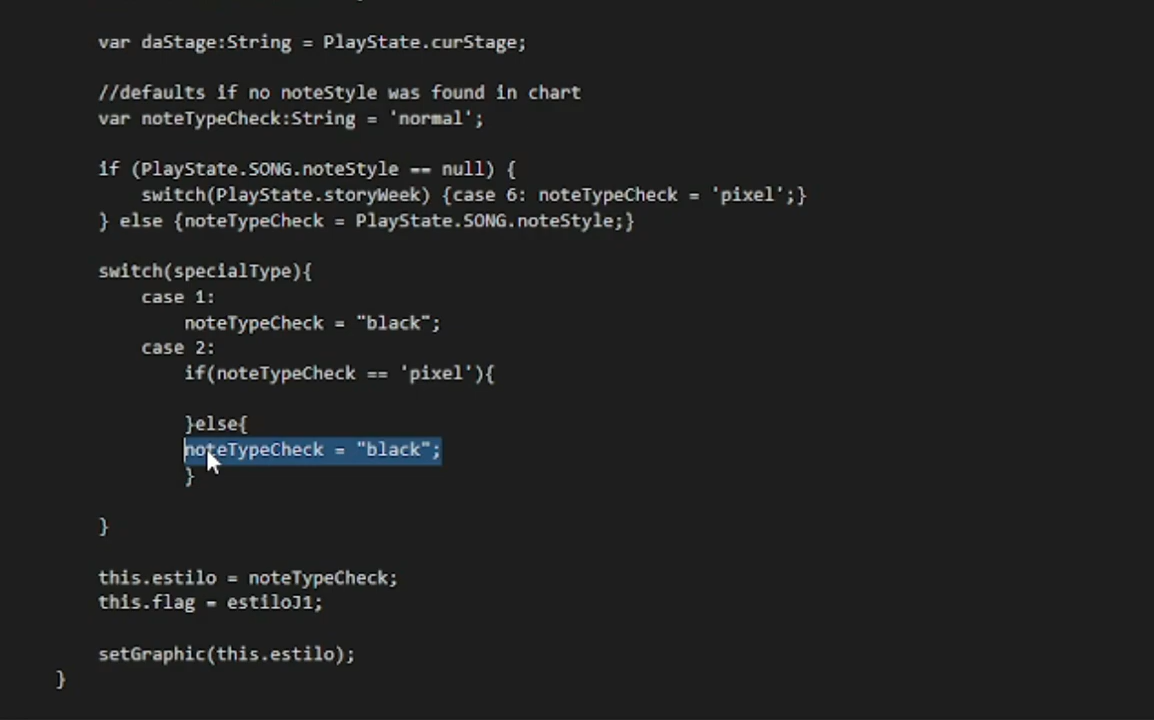 var daStage:String = PlayState.curStage;
//defaults if no noteStyle was found in chart
var noteTypeCheck:String = 'normal';
if (PlayState.SONG.noteStyle == null) {
switch(PlayState.storyWeek) {case 6: noteTypeCheck = 'pixel';}
} else {noteTypeCheck = PlayState.SONG.noteStyle;}
switch(specialType){
case 1:
noteTypeCheck = "black";
case 2:
if(noteTypeCheck == 'pixel'){
}else{
noteTypeCheck = "black";
}
}
this.estilo = noteTypeCheck;
this.flag = estiloJ1;
setGraphic(this.estilo);
}